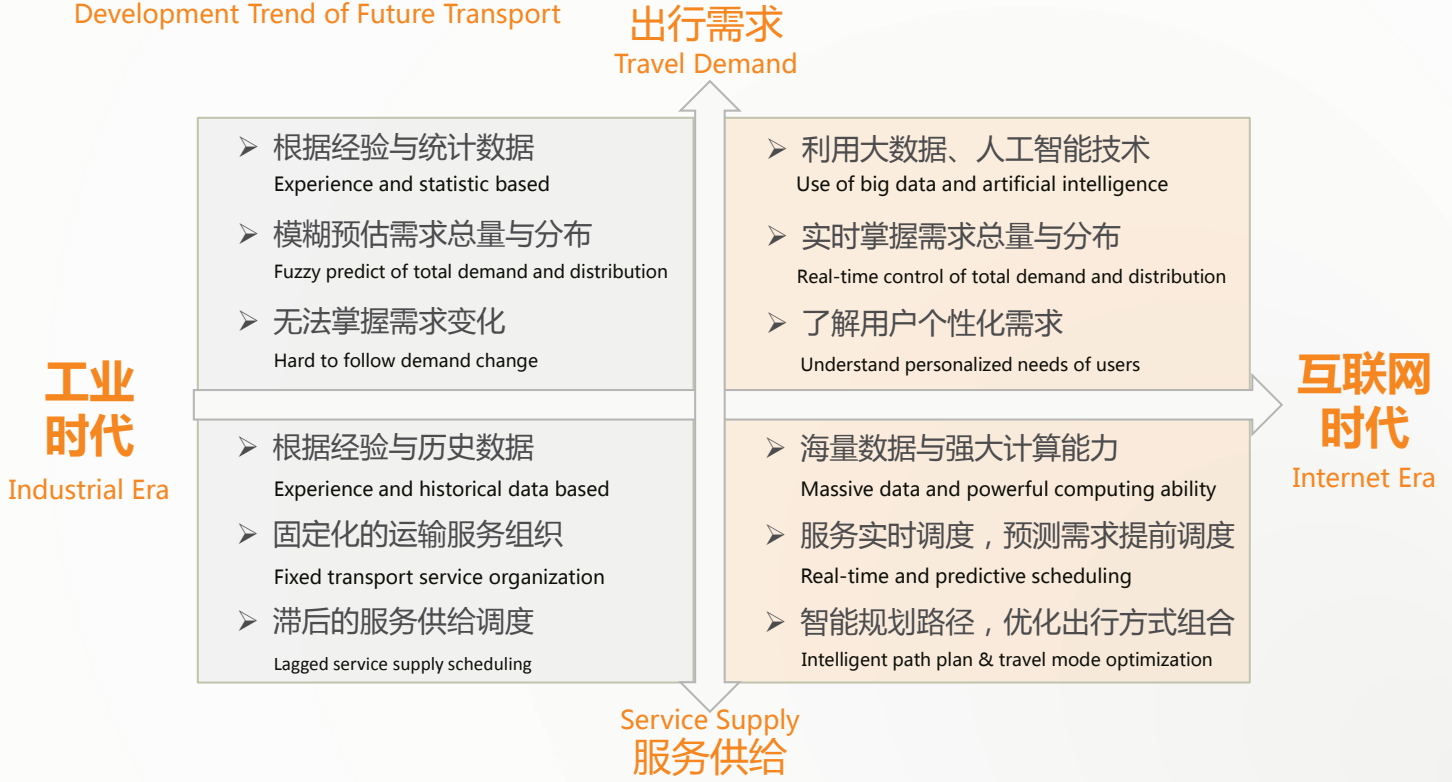 Development Trend of Future Transport
出行需求
Travel Demand
➢ 根据经验与统计数据
Experience and statistic based
➢ 模糊预估需求总量与分布
Fuzzy predict of total demand and distribution
➢ 无法掌握需求变化
Hard to follow demand change
➢ 利用大数据、人工智能技术
Use of big data and artificial intelligence
➢ 实时掌握需求总量与分布
Real-time control of total demand and distribution
➢ 了解用户个性化需求
Understand personalized needs of users
工业
时代
Industrial Era
互联网
时代
Internet Era
➢ 根据经验与历史数据
Experience and historical data based
➢ 固定化的运输服务组织
Fixed transport service organization
➢ 滞后的服务供给调度
Lagged service supply scheduling
➢ 海量数据与强大计算能力
Massive data and powerful computing ability
➢ 服务实时调度，预测需求提前调度
Real-time and predictive scheduling
➢ 智能规划路径，优化出行方式组合
Intelligent path plan & travel mode optimization
Service Supply
服务供给